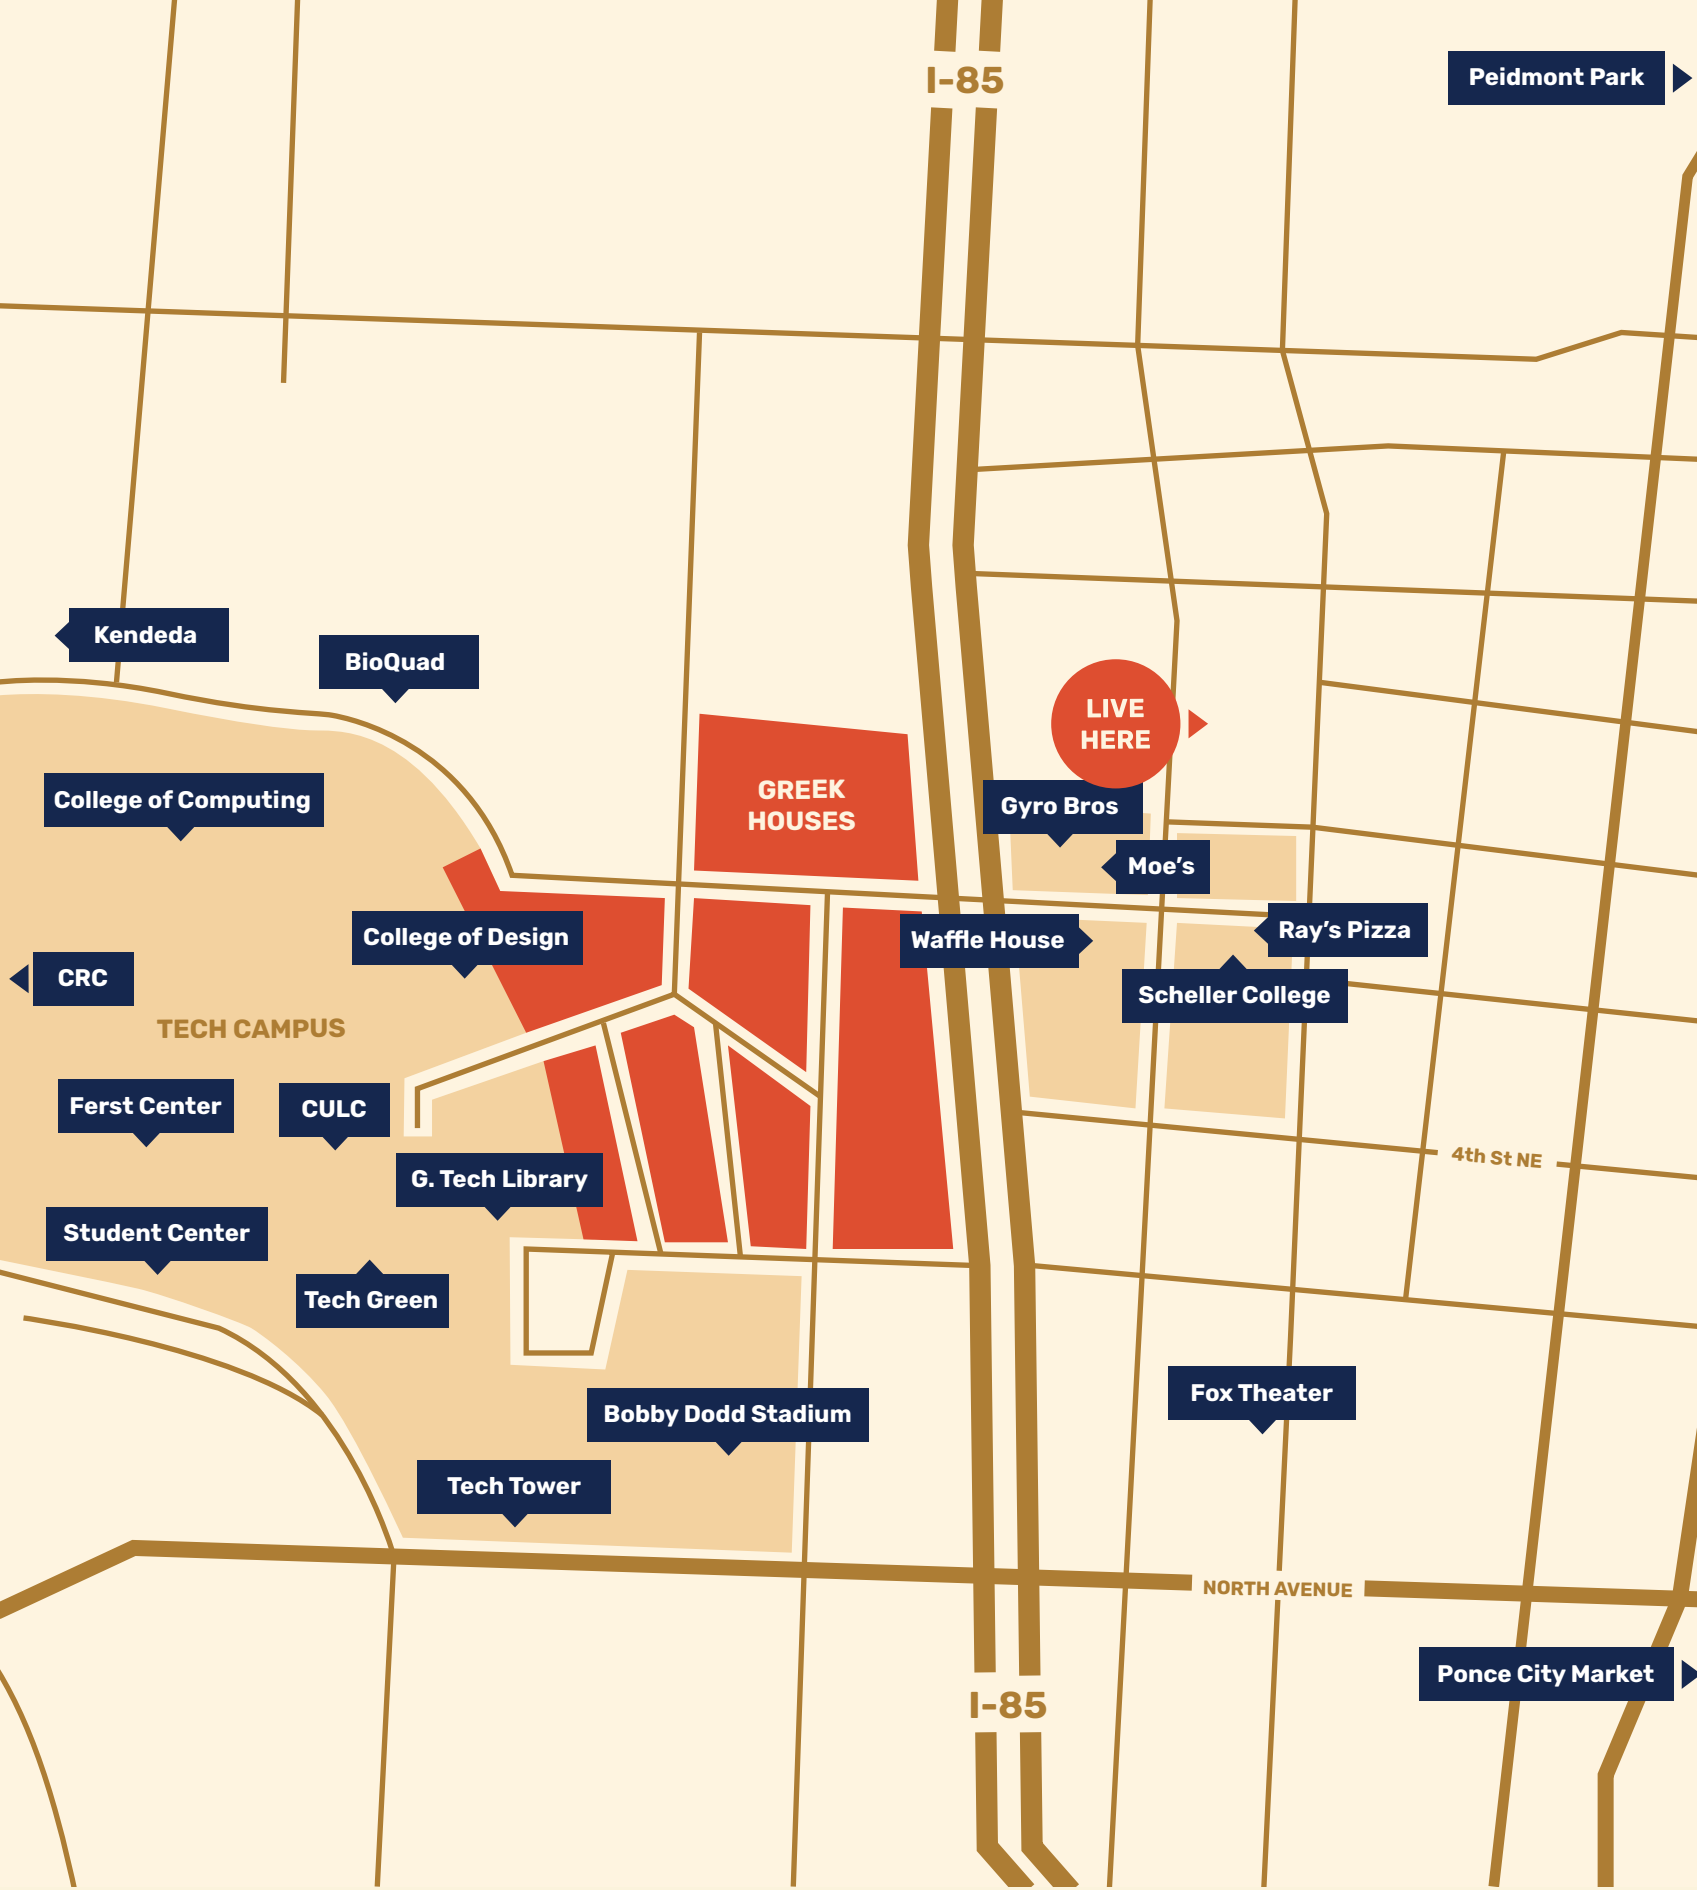 I-85
Peidmont Park
Kendeda
BioQuad
LIVE
HERE
GREEK
HOUSES
College of Computing
Gyro Bros
Moe's
College of Design
Waffle House
Ray's Pizza
CRC
Scheller College
TECH CAMPUS
Ferst Center
CULC
4th St NE
G. Tech Library
Student Center
Tech Green
Fox Theater
Bobby Dodd Stadium
Tech Tower
NORTH AVENUE
Ponce City Market
I-85